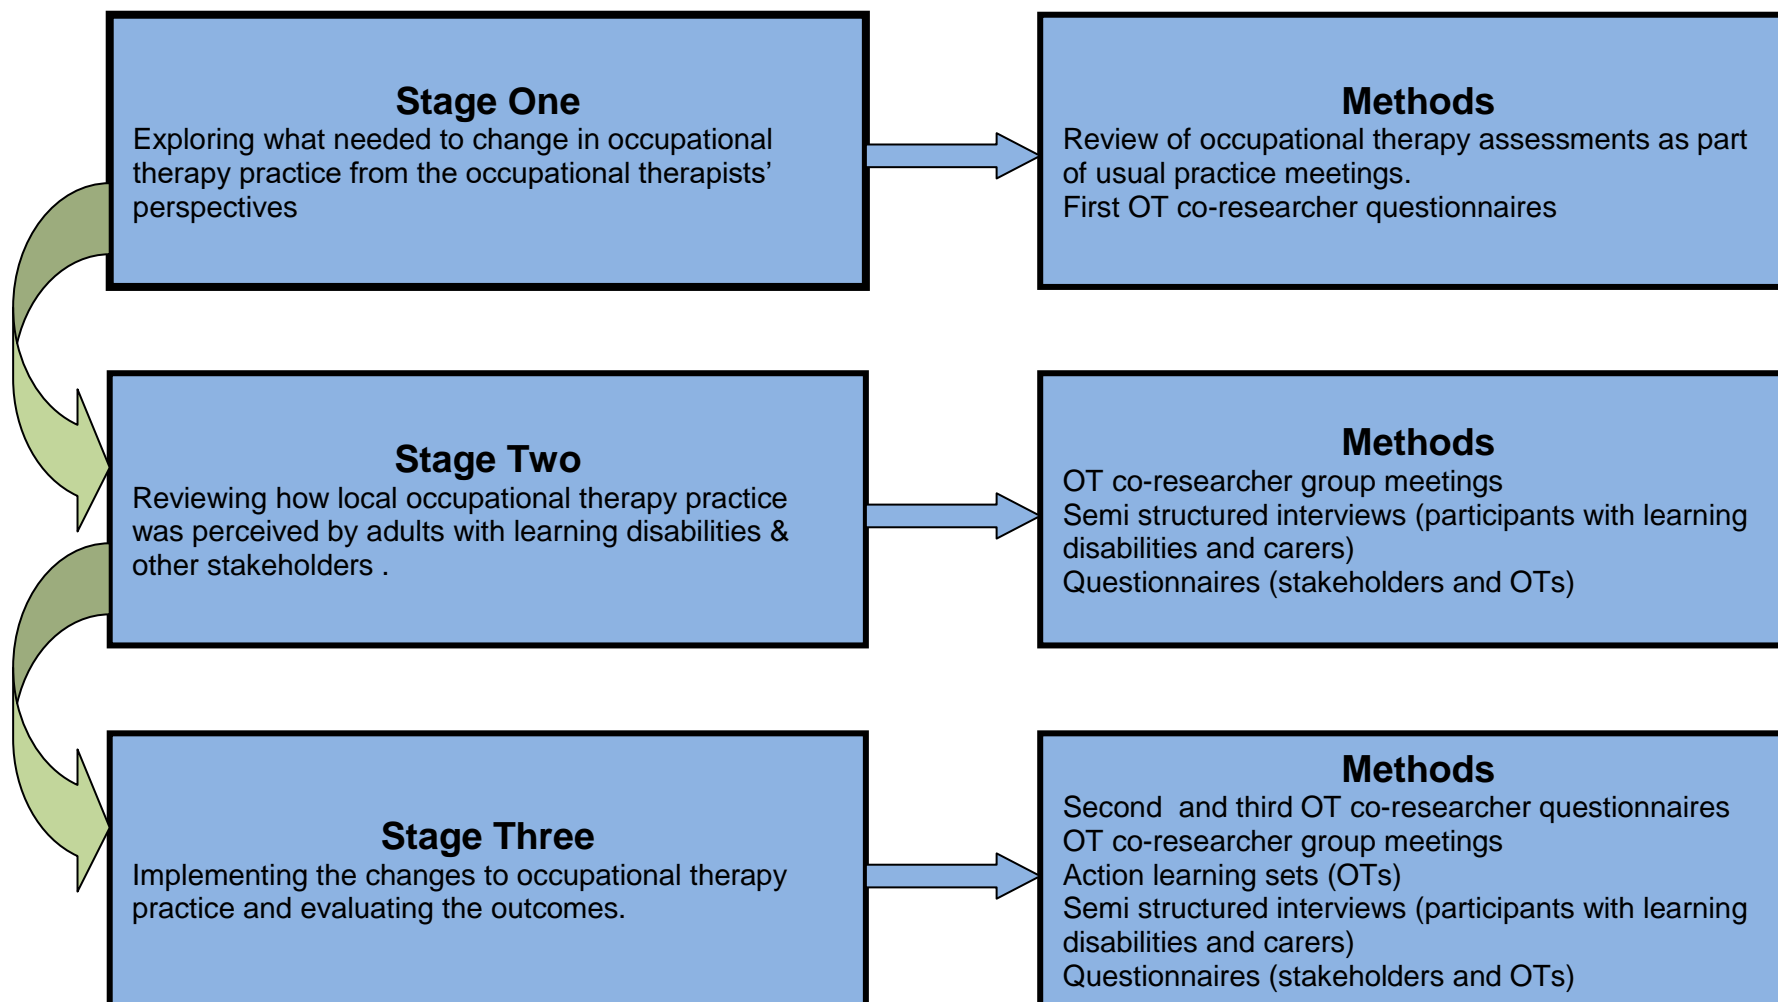 Stage One
Exploring what needed to change in occupational
therapy practice from the occupational therapists’
perspectives
Methods
Review of occupational therapy assessments as part
of usual practice meetings.
First OT co-researcher questionnaires
Stage Two
Reviewing how local occupational therapy practice
was perceived by adults with learning disabilities &
other stakeholders .
Methods
OT co-researcher group meetings
Semi structured interviews (participants with learning
disabilities and carers)
Questionnaires (stakeholders and OTs)
Stage Three
Implementing the changes to occupational therapy
practice and evaluating the outcomes.
Methods
Second  and third OT co-researcher questionnaires
OT co-researcher group meetings
Action learning sets (OTs)
Semi structured interviews (participants with learning
disabilities and carers)
Questionnaires (stakeholders and OTs)